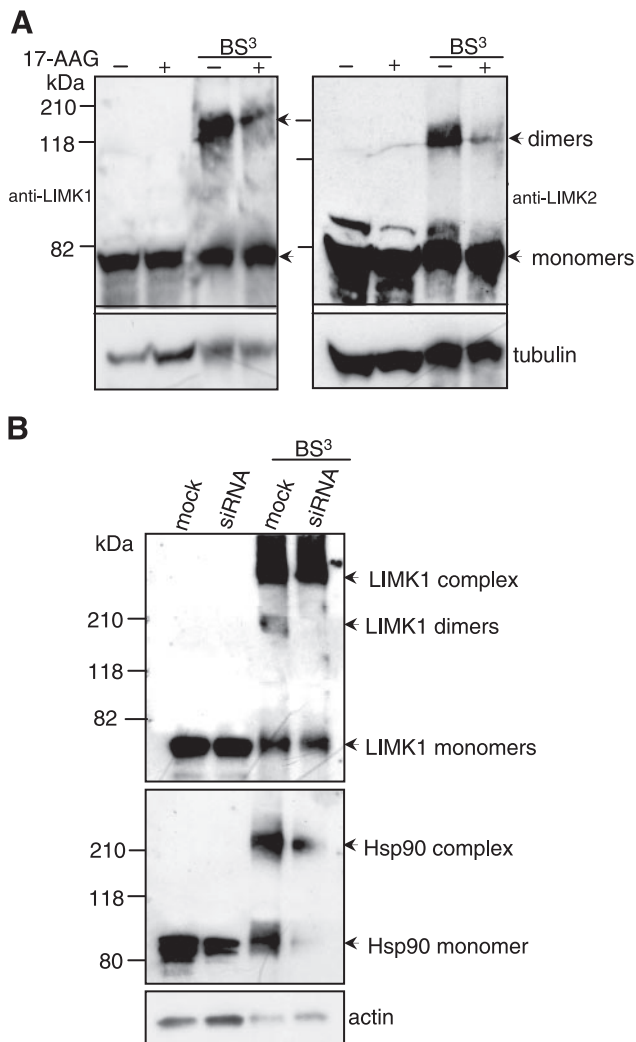 A
BS³ BS³
17-AAG − + − + − + − +
kDa
210
118
dimers
anti-LIMK1 anti-LIMK2
82
monomers
tubulin
B
BS³
mock siRNA mock siRNA
kDa
LIMK1 complex
210
LIMK1 dimers
118
82
LIMK1 monomers
210
Hsp90 complex
118
Hsp90 monomer
80
actin